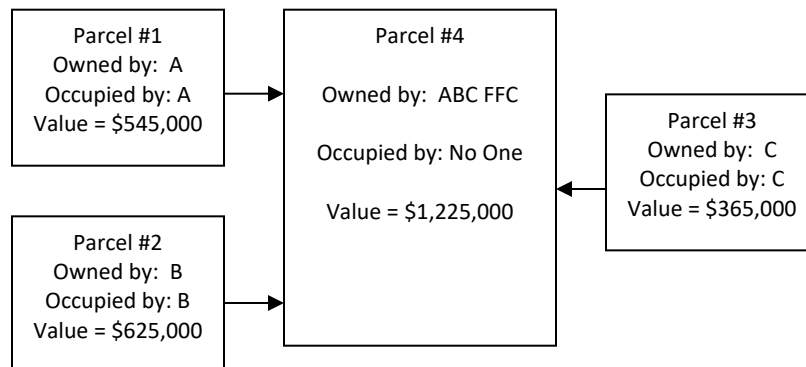 Parcel #1
Owned by: A
Occupied by: A
Value = $545,000
Parcel #2
Owned by: B
Occupied by: B
Value = $625,000
Parcel #4
Owned by: ABC FFC
Occupied by: No One
Value = $1,225,000
Parcel #3
Owned by: C
Occupied by: C
Value = $365,000